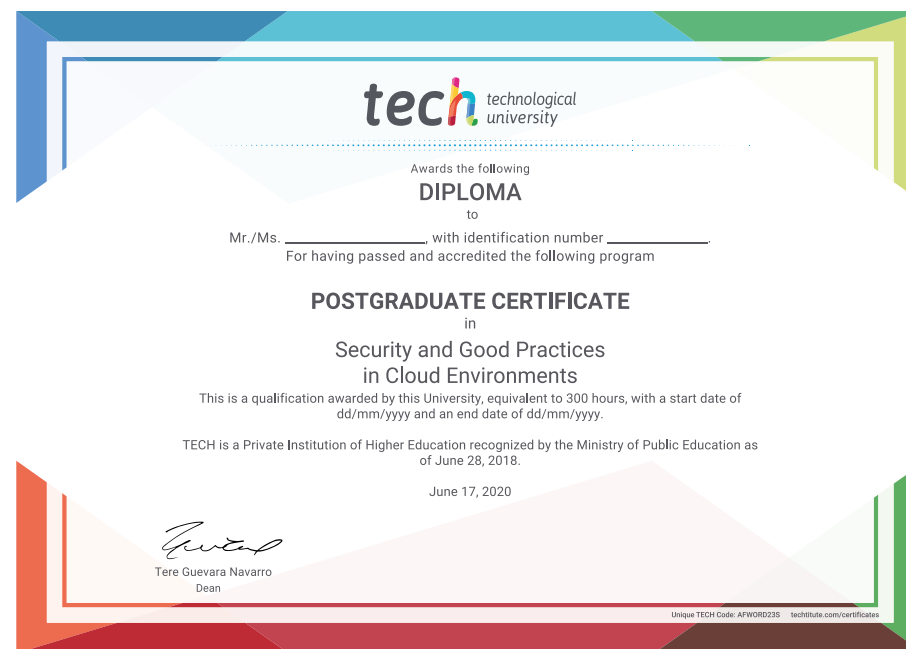 tech technological
university
Awards the following
DIPLOMA
to
Mr./Ms. ____________________, with identification number ______________.
For having passed and accredited the following program
POSTGRADUATE CERTIFICATE
in
Security and Good Practices
in Cloud Environments
This is a qualification awarded by this University, equivalent to 300 hours, with a start date of
dd/mm/yyyy and an end date of dd/mm/yyyy.
TECH is a Private Institution of Higher Education recognized by the Ministry of Public Education as
of June 28, 2018.
June 17, 2020
Tere Guevara Navarro
Dean
Unique TECH Code: AFWORD23S techtitute.com/certificates